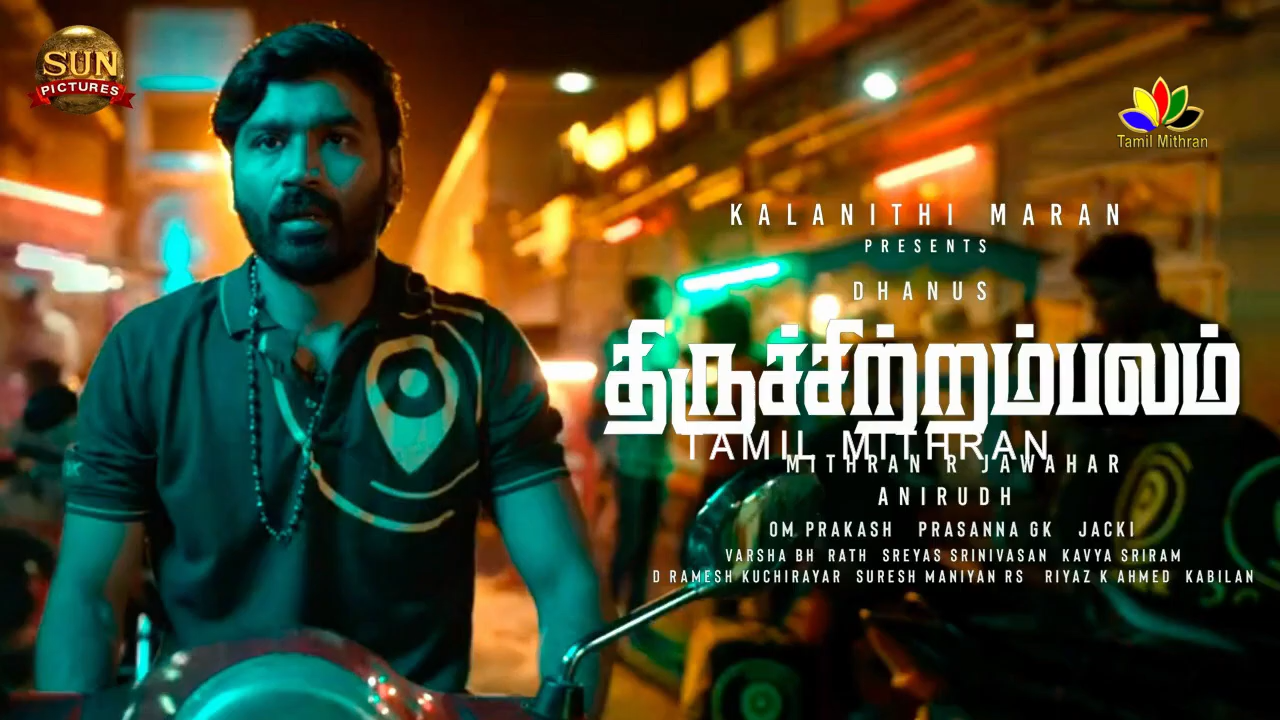 SUN
PICTURES
Tamil Mithran
KALANITHI MARAN
PRESENTS
DHANUS
திருச்சிற்றம்பலம்
TAMIL MITHRAN
MITHRAN R JAWAHAR
ANIRUDH
OM PRAKASH PRASANNA GK JACKI
VARSHA BH RATH SREYAS SRINIVASAN KAVYA SRIRAM
D RAMESH KUCHIRAYAR SURESH MANIYAN RS RIYAZ K AHMED KABILAN